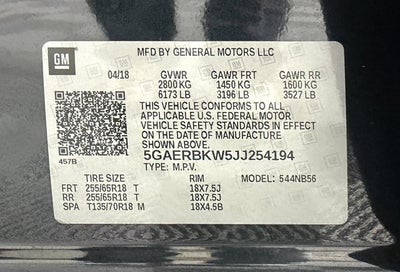 GM
MFD BY GENERAL MOTORS LLC
04/18 GVWR GAWR FRT GAWR RR
2800 KG 1450 KG 1600 KG
6173 LB 3196 LB 3527 LB
THIS VEHICLE CONFORMS TO ALL
APPLICABLE U.S. FEDERAL MOTOR
VEHICLE SAFETY STANDARDS IN EFFECT
ON THE DATE OF MANUFACTURE
SHOWN ABOVE.
5GAERBKW5JJ254194
457B TYPE: M.P.V. MODEL: 544NB56
TIRE SIZE RIM
FRT 255/65R18 T 18X7.5J
RR 255/65R18 T 18X7.5J
SPA T135/70R18 M 18X4.5B